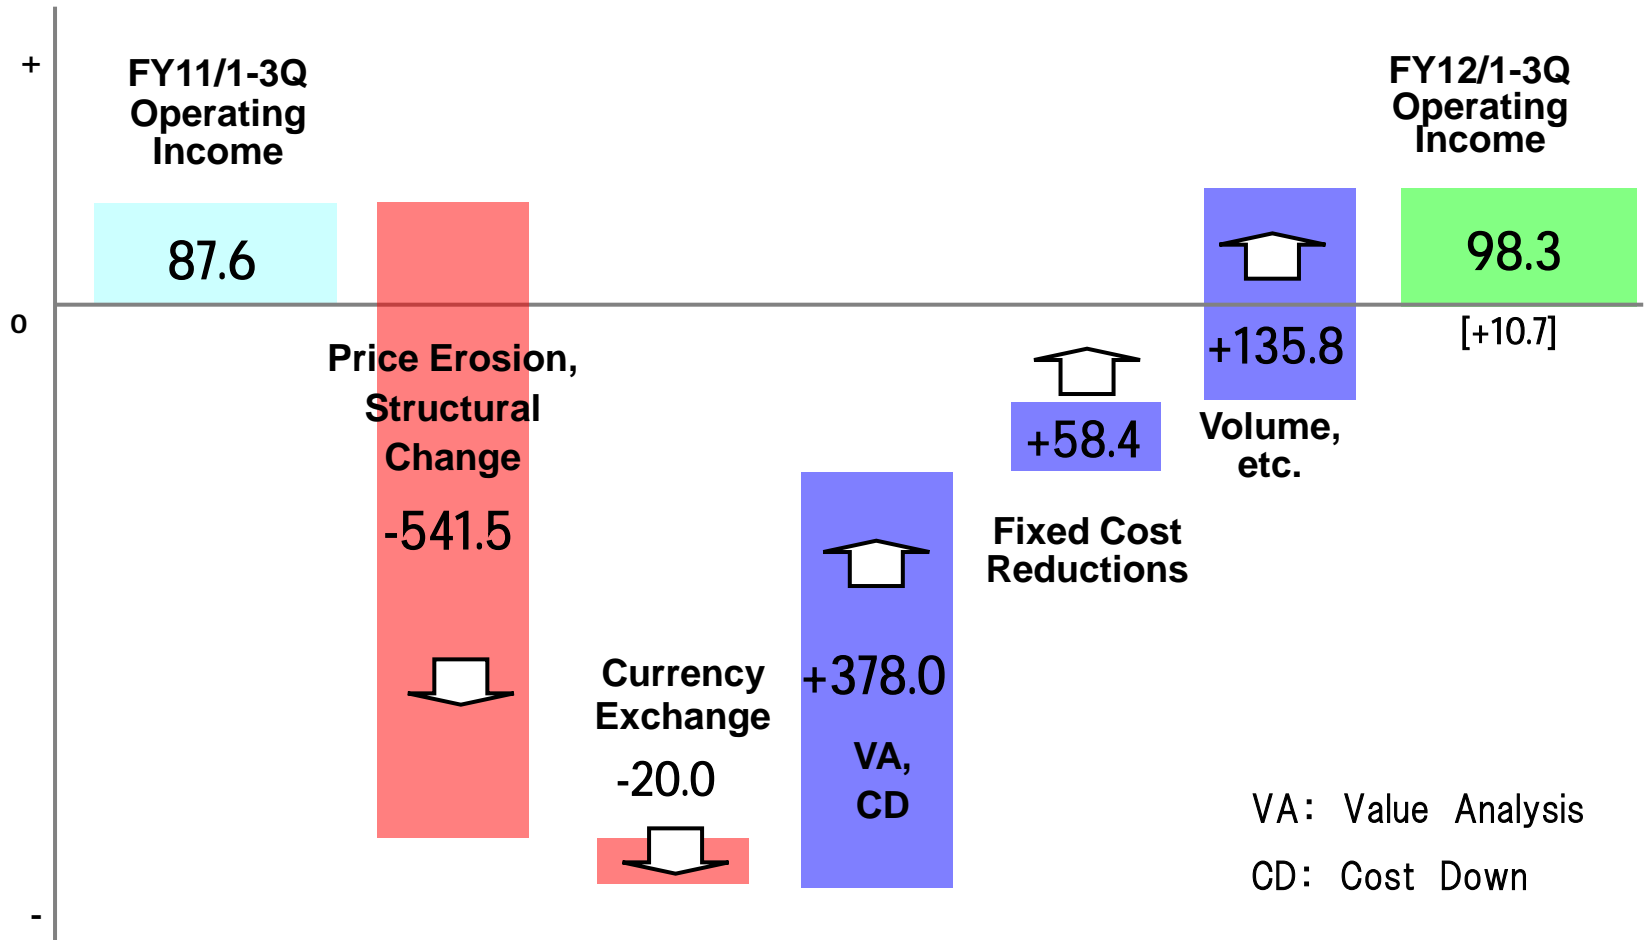 +
FY11/1-3Q
Operating
Income
87.6
0
Price Erosion,
Structural
Change
-541.5
Currency
Exchange
-20.0
+378.0
VA,
CD
+58.4
Fixed Cost
Reductions
+135.8
Volume,
etc.
FY12/1-3Q
Operating
Income
98.3
[+10.7]
VA: Value Analysis
CD: Cost Down
-